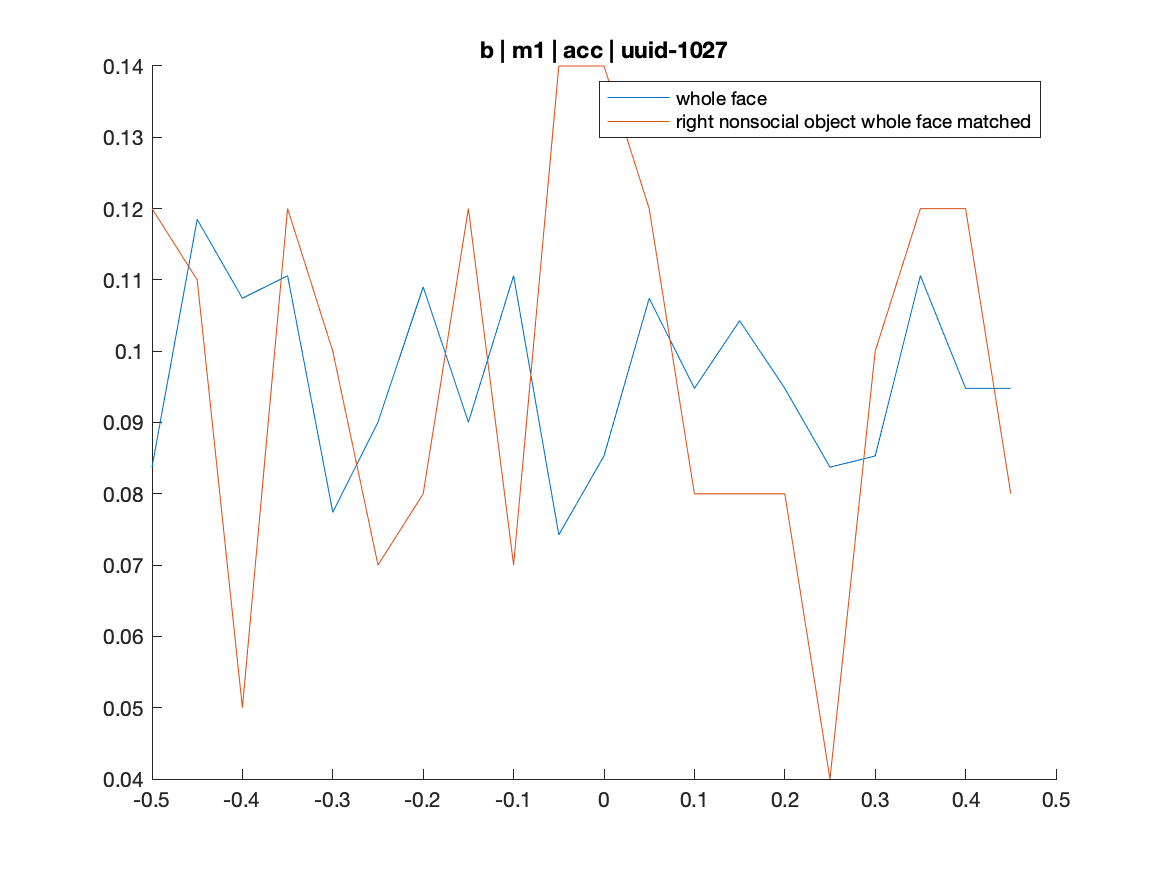 b | m1 | acc | uuid-1027
0.14
0.13
0.12
0.11
0.1
0.09
0.08
0.07
0.06
0.05
0.04
whole face
right nonsocial object whole face matched
-0.5 -0.4 -0.3 -0.2 -0.1 0 0.1 0.2 0.3 0.4 0.5